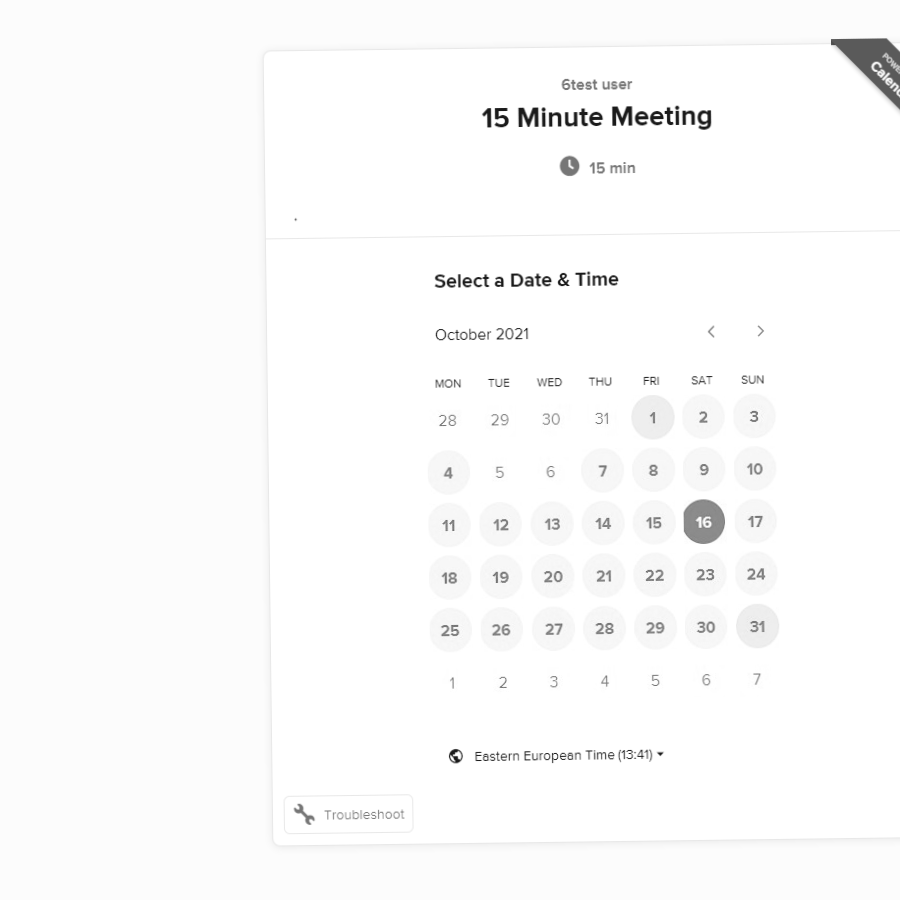 6test user
15 Minute Meeting
15 min
.
Select a Date & Time
October 2021
MON TUE WED THU FRI SAT SUN
28 29 30 31 1 2 3
4 5 6 7 8 9 10
11 12 13 14 15 16 17
18 19 20 21 22 23 24
25 26 27 28 29 30 31
1 2 3 4 5 6 7
Eastern European Time (13:41)
Troubleshoot